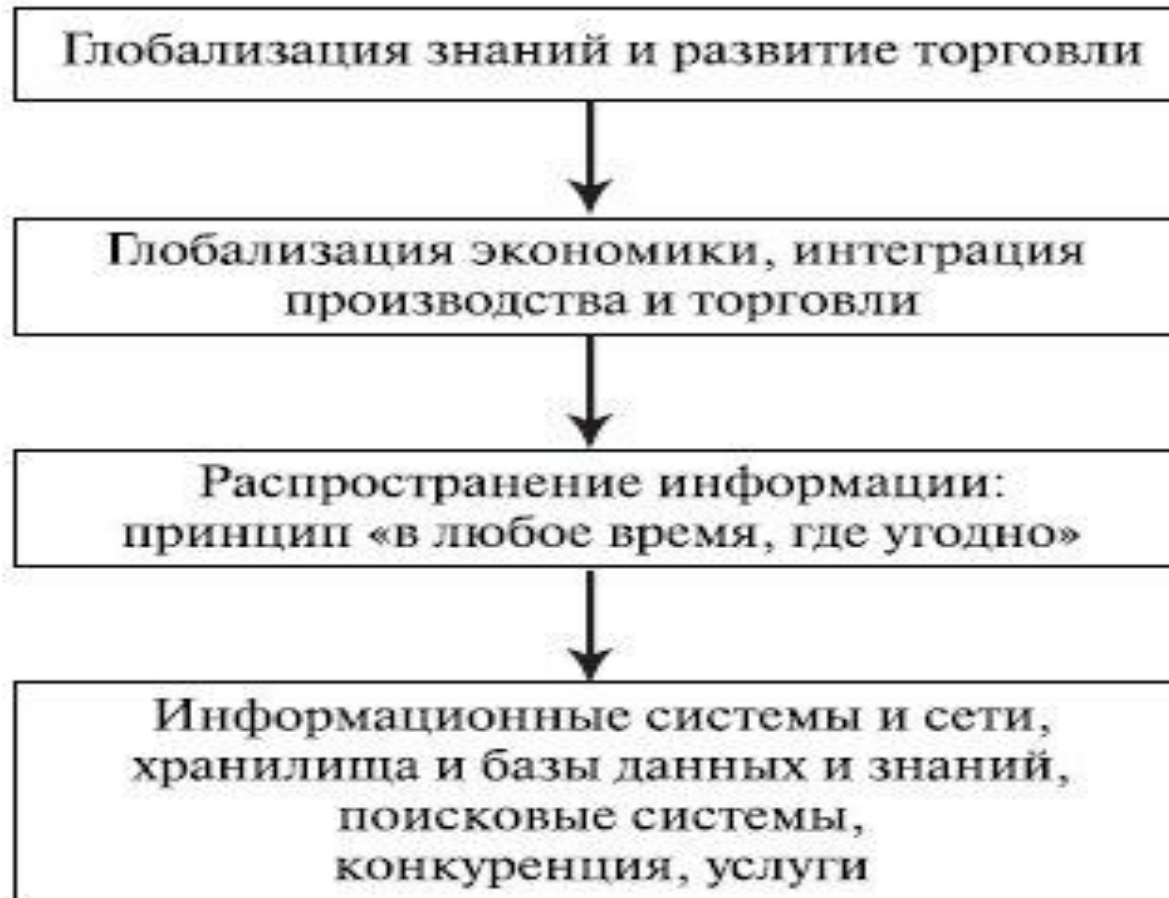 Глобализация знаний и развитие торговли
Глобализация экономики, интеграция
производства и торговли
Распространение информации:
принцип «в любое время, где угодно»
Информационные системы и сети,
хранилища и базы данных и знаний,
поисковые системы,
конкуренция, услуги